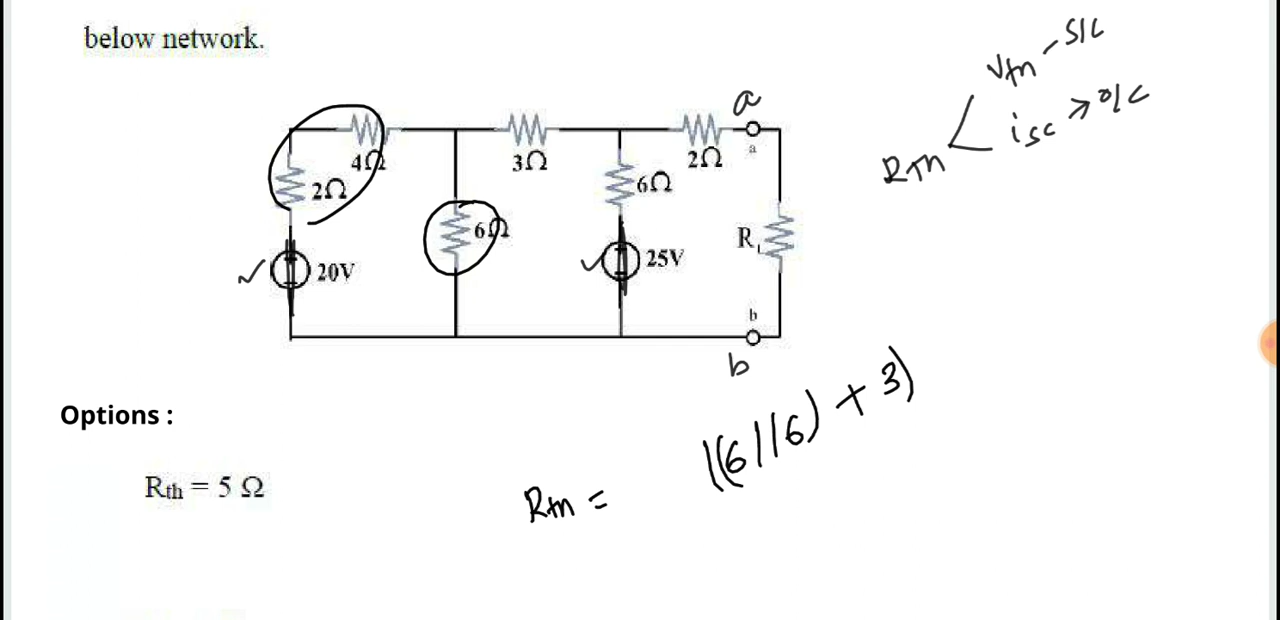 below network.
Vth - S/C
isc → O/C
RTh
a
4Ω
3Ω
2Ω
a
2Ω
6Ω
6Ω
R
20V
25V
b
b
Options :
((6||6) + 3)
Rth = 5 Ω
Rth =